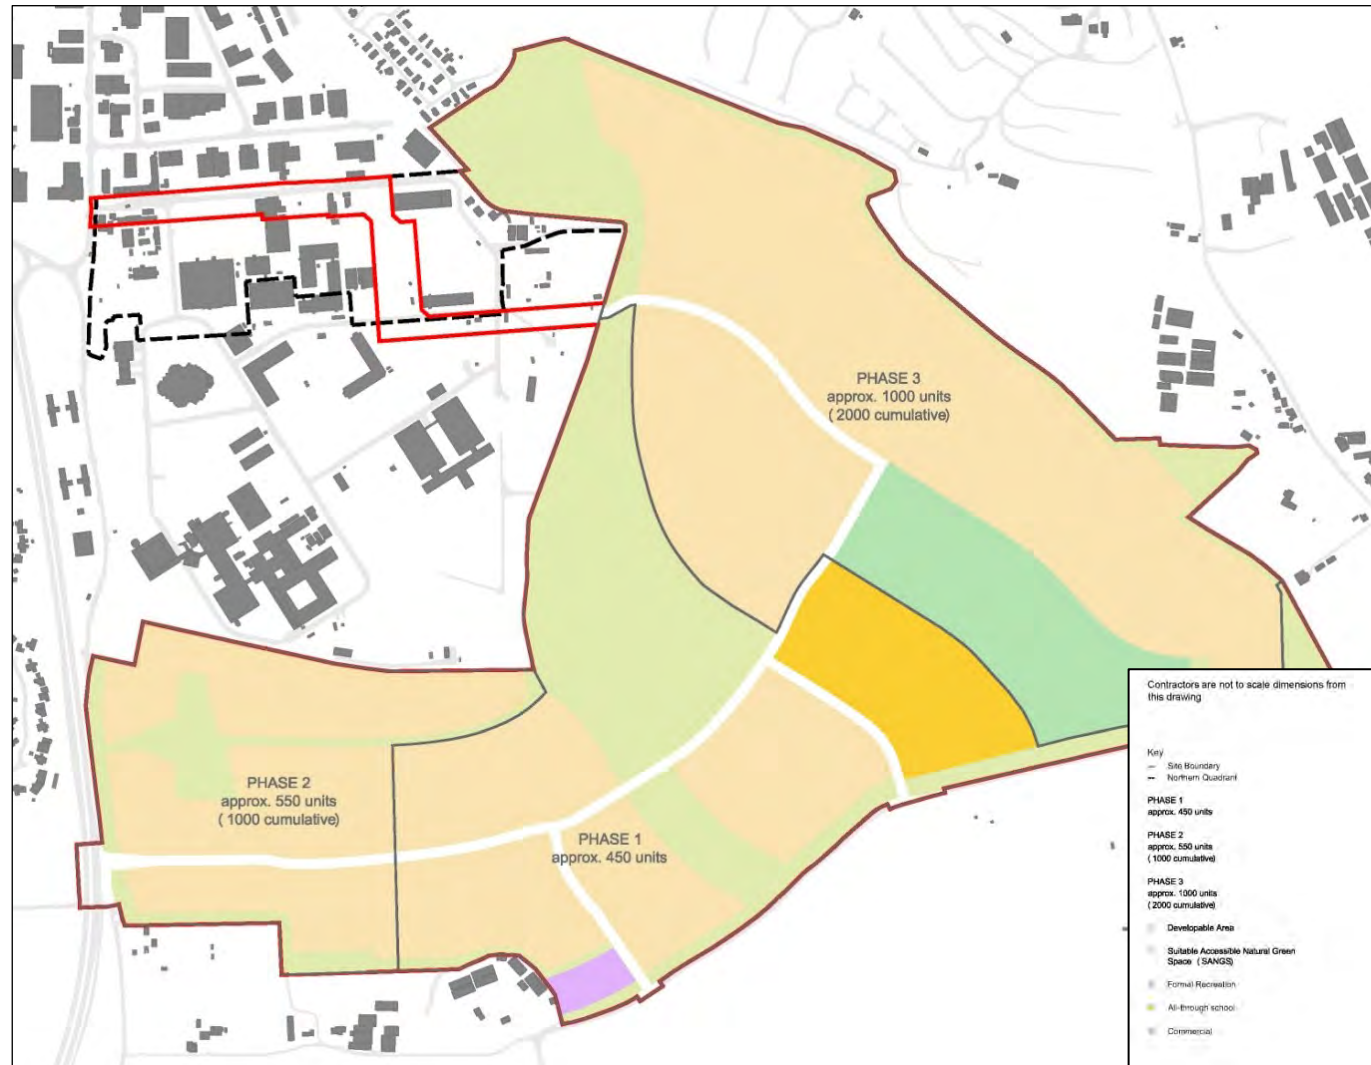 PHASE 3
approx. 1000 units
( 2000 cumulative)
PHASE 2
approx. 550 units
( 1000 cumulative)
PHASE 1
approx. 450 units
Contractors are not to scale dimensions from
this drawing
Key
Site Boundary
Northern Quadrant
PHASE 1
approx. 450 units
PHASE 2
approx. 550 units
( 1000 cumulative)
PHASE 3
approx. 1000 units
( 2000 cumulative)
Developable Area
Suitable Accessible Natural Green
Space ( SANGS)
Formal Recreation
All-through school
Commercial